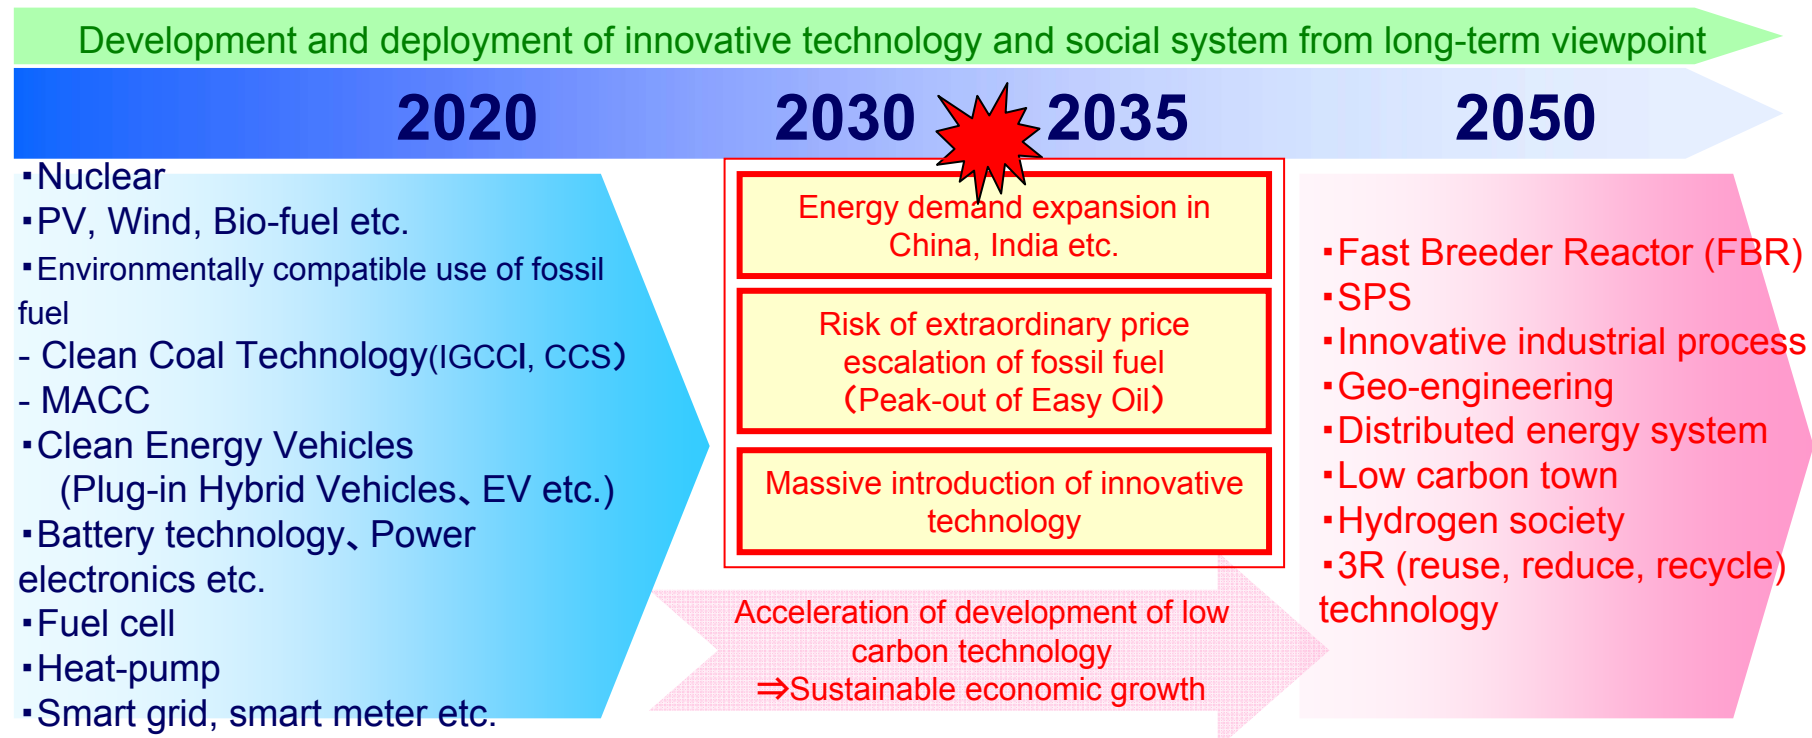 Development and deployment of innovative technology and social system from long-term viewpoint
2020
2030
2035
2050
▪Nuclear
▪PV, Wind, Bio-fuel etc.
▪Environmentally compatible use of fossil
fuel
- Clean Coal Technology(IGCCI, CCS）
- MACC
▪Clean Energy Vehicles
(Plug-in Hybrid Vehicles、EV etc.)
▪Battery technology、Power
electronics etc.
▪Fuel cell
▪Heat-pump
▪Smart grid, smart meter etc.
Energy demand expansion in
China, India etc.
Risk of extraordinary price
escalation of fossil fuel
（Peak-out of Easy Oil）
Massive introduction of innovative
technology
Acceleration of development of low
carbon technology
⇒Sustainable economic growth
▪Fast Breeder Reactor (FBR)
▪SPS
▪Innovative industrial process
▪Geo-engineering
▪Distributed energy system
▪Low carbon town
▪Hydrogen society
▪3R (reuse, reduce, recycle)
technology